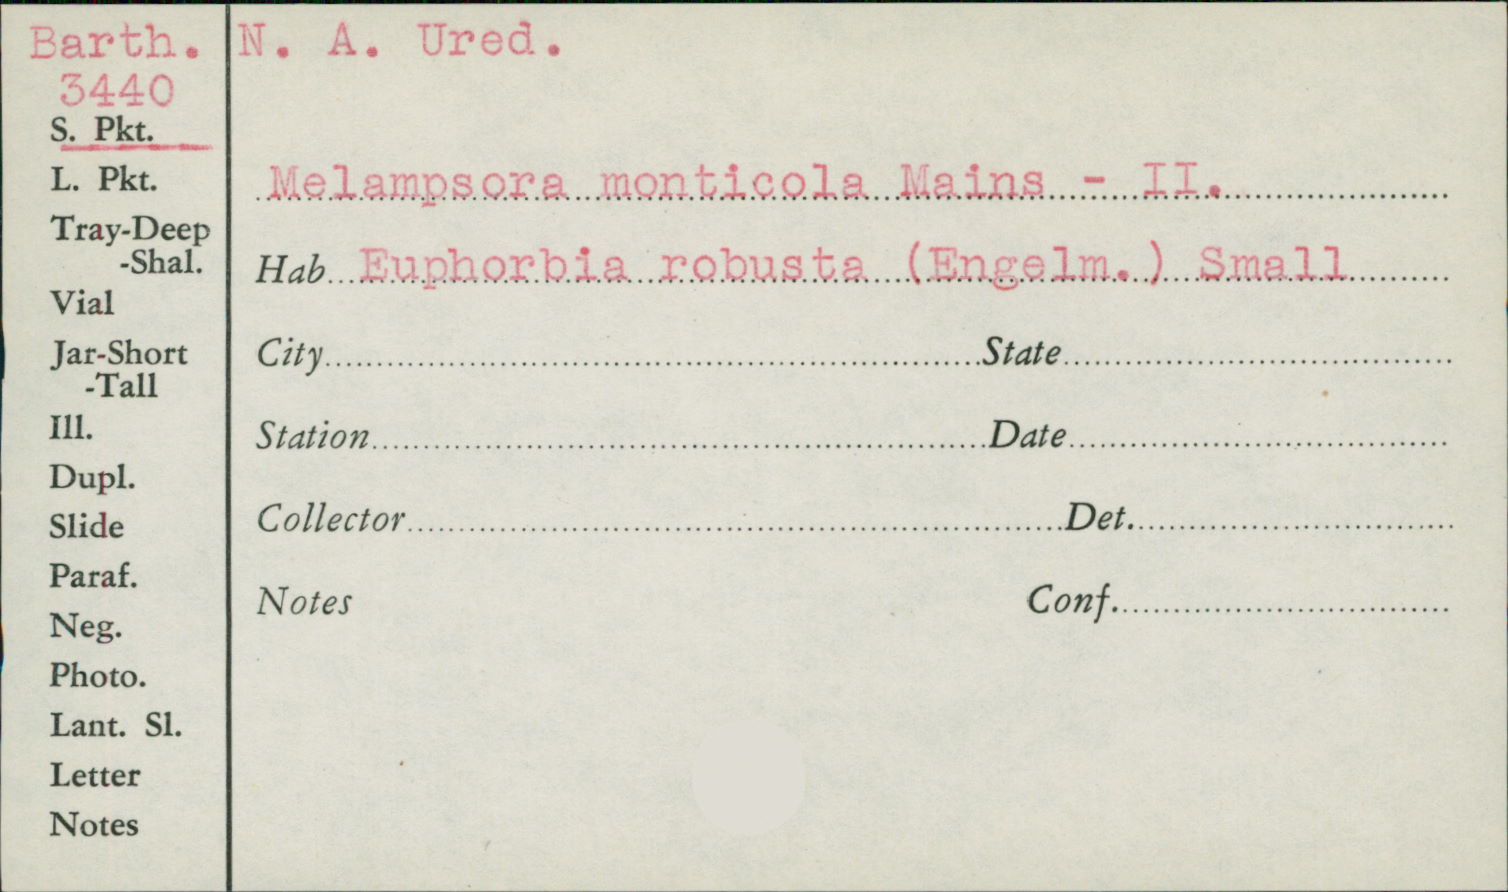 Barth. N. A. Ured.
3440
S. Pkt.
L. Pkt.
Tray-Deep
-Shal.
Vial
Jar-Short
-Tall
Ill.
Dupl.
Slide
Paraf.
Neg.
Photo.
Lant. Sl.
Letter
Notes
Melampsora monticola Mains - II.
Hab Euphorbia robusta (Engelm.) Small
City State
Station Date
Collector Det.
Notes Conf.